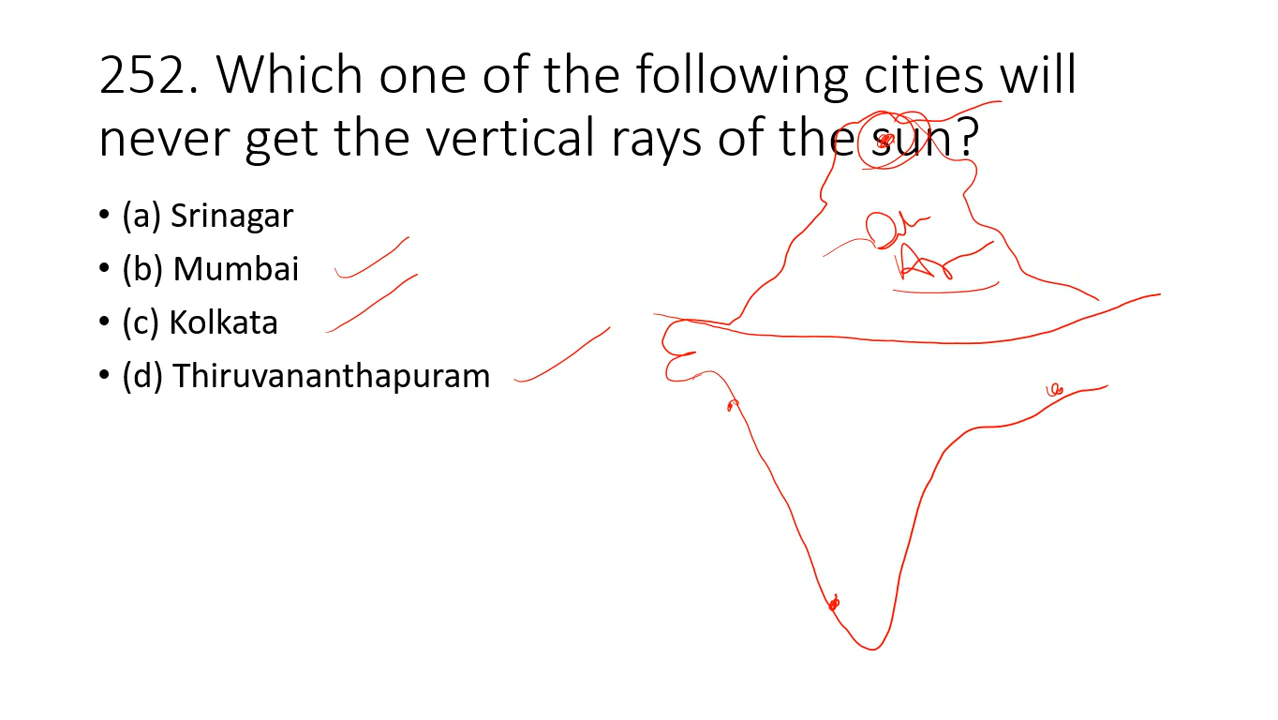 252. Which one of the following cities will
never get the vertical rays of the sun?
• (a) Srinagar
• (b) Mumbai
• (c) Kolkata
• (d) Thiruvananthapuram